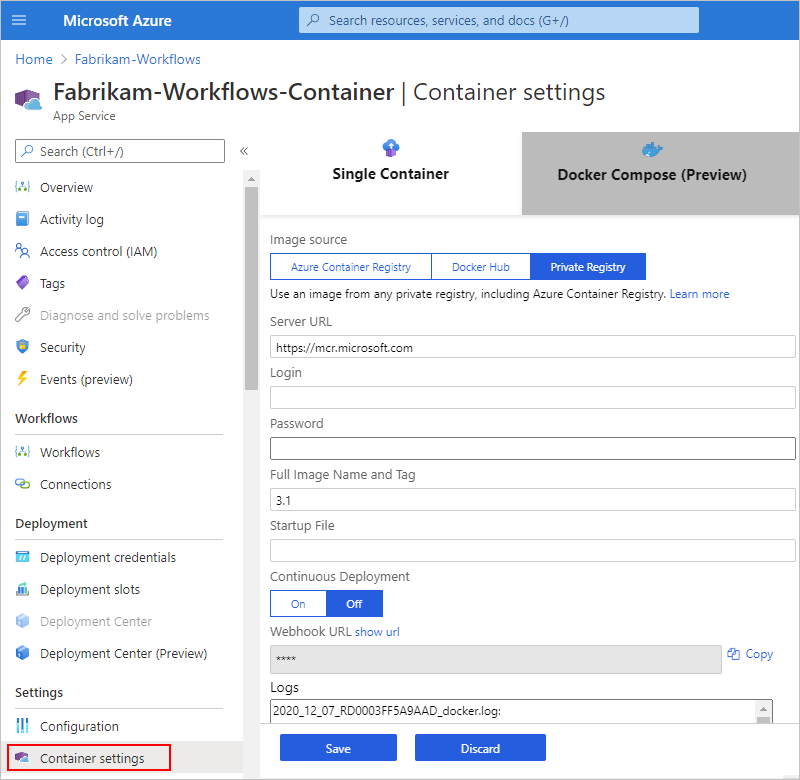 Microsoft Azure
Search resources, services, and docs (G+/)
Home > Fabrikam-Workflows
Fabrikam-Workflows-Container | Container settings
App Service
Search (Ctrl+/)
«
Overview
Activity log
Access control (IAM)
Tags
Diagnose and solve problems
Security
Events (preview)
Workflows
Workflows
Connections
Deployment
Deployment credentials
Deployment slots
Deployment Center
Deployment Center (Preview)
Settings
Configuration
Container settings
Single Container
Docker Compose (Preview)
Image source
Azure Container Registry
Docker Hub
Private Registry
Use an image from any private registry, including Azure Container Registry. Learn more
Server URL
https://mcr.microsoft.com
Login
Password
Full Image Name and Tag
3.1
Startup File
Continuous Deployment
On
Off
Webhook URL show url
****
Copy
Logs
2020_12_07_RD0003FF5A9AAD_docker.log:
Save
Discard